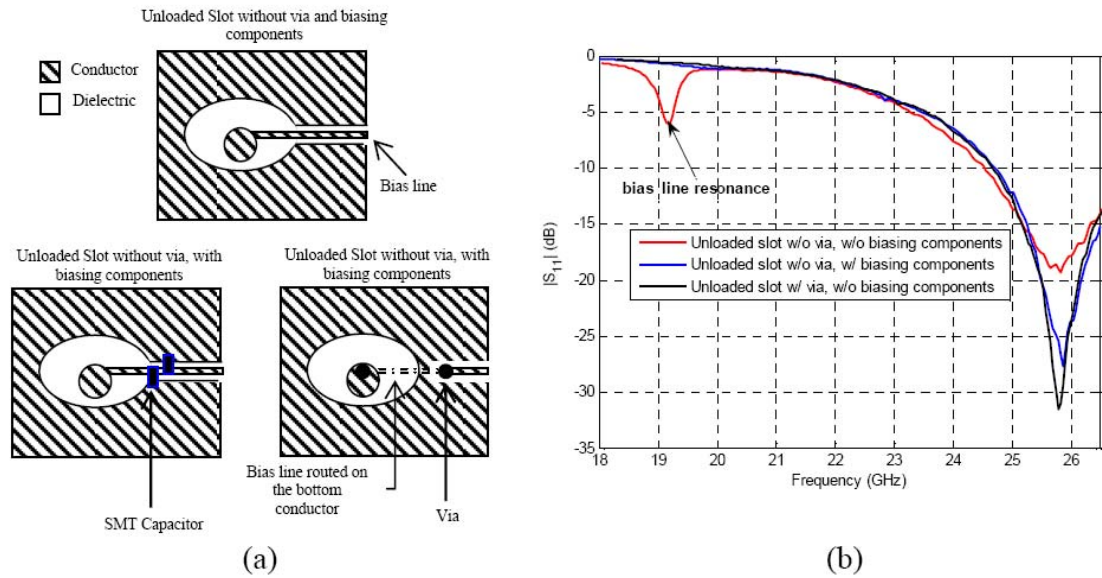 Unloaded Slot without via and biasing
components
Conductor
Dielectric
Bias line
Unloaded Slot without via, with
biasing components
SMT Capacitor
Unloaded Slot without via, with
biasing components
Bias line routed on
the bottom
conductor
Via
(a)
0
-5
-10
-15
-20
-25
-30
-35
|S11| (dB)
bias line resonance
Unloaded slot w/o via, w/o biasing components
Unloaded slot w/o via, w/ biasing components
Unloaded slot w/ via, w/o biasing components
18 19 20 21 22 23 24 25 26
Frequency (GHz)
(b)